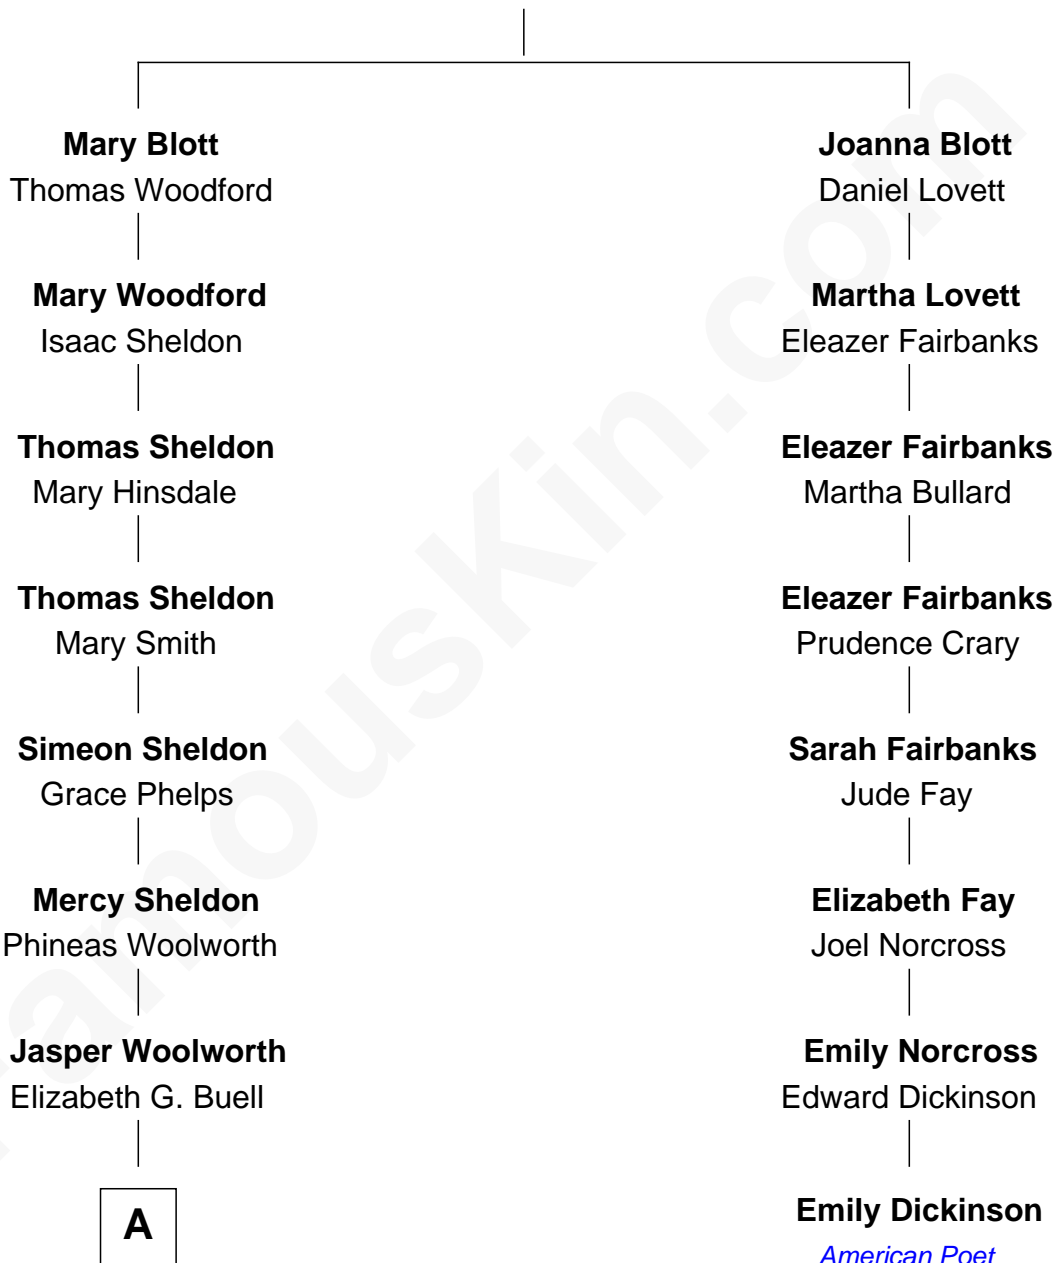 Mary Blott
Thomas Woodford
Joanna Blott
Daniel Lovett
Mary Woodford
Isaac Sheldon
Martha Lovett
Eleazer Fairbanks
Thomas Sheldon
Mary Hinsdale
Eleazer Fairbanks
Martha Bullard
Thomas Sheldon
Mary Smith
Eleazer Fairbanks
Prudence Crary
Simeon Sheldon
Grace Phelps
Sarah Fairbanks
Jude Fay
Mercy Sheldon
Phineas Woolworth
Elizabeth Fay
Joel Norcross
Jasper Woolworth
Elizabeth G. Buell
Emily Norcross
Edward Dickinson
A
Emily Dickinson
American Poet
FamousKin.com